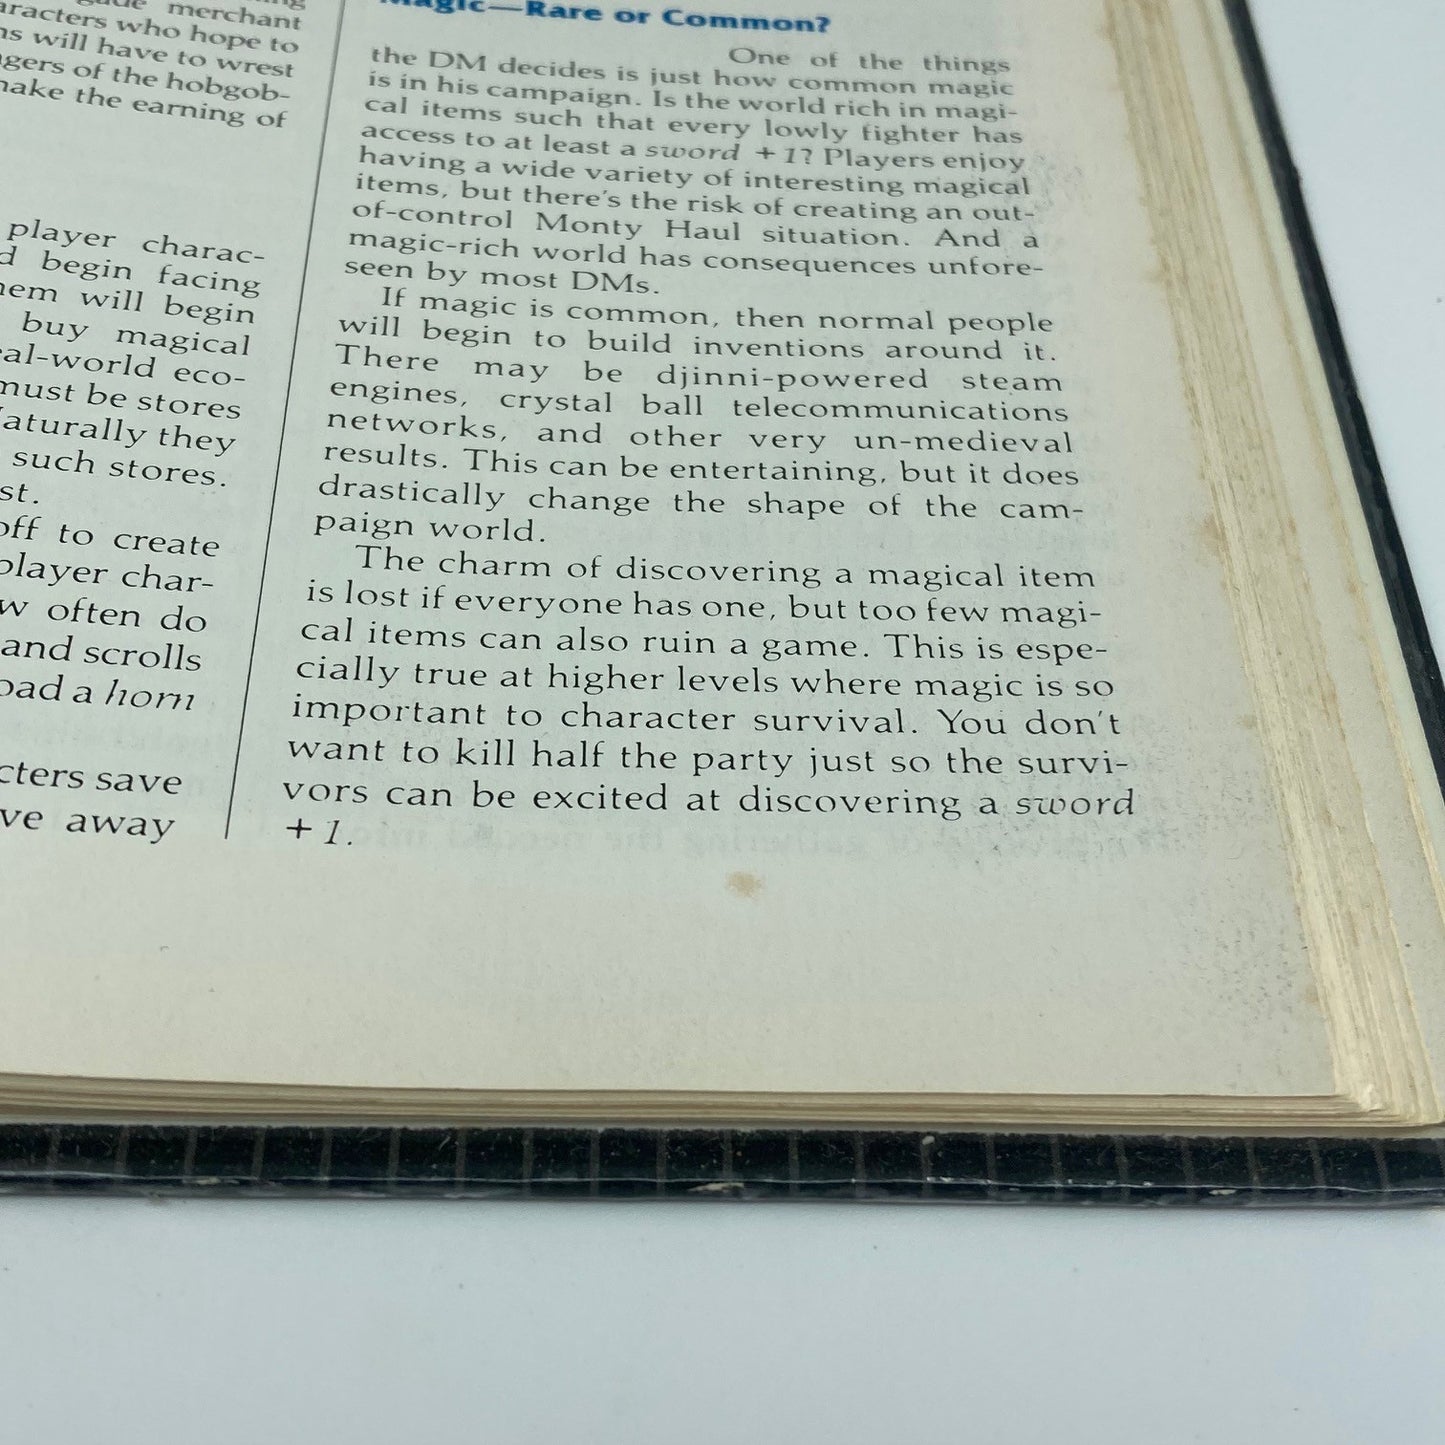 merchant
aracters who hope to
ns will have to wrest
gers of the hobgob-
make the earning of
player charac-
d begin facing
hem will begin
buy magical
eal-world eco-
must be stores
Naturally they
such stores.
st.
off to create
player char-
w often do
and scrolls
oad a horn
cters save
ve away
Magic—Rare or Common?
One of the things
the DM decides is just how common magic
is in his campaign. Is the world rich in magi-
cal items such that every lowly fighter has
access to at least a sword +1? Players enjoy
having a wide variety of interesting magical
items, but there's the risk of creating an out-
of-control Monty Haul situation. And a
magic-rich world has consequences unfore-
seen by most DMs.
If magic is common, then normal people
will begin to build inventions around it.
There may be djinni-powered steam
engines, crystal ball telecommunications
networks, and other very un-medieval
results. This can be entertaining, but it does
drastically change the shape of the cam-
paign world.
The charm of discovering a magical item
is lost if everyone has one, but too few magi-
cal items can also ruin a game. This is espe-
cially true at higher levels where magic is so
important to character survival. You don't
want to kill half the party just so the survi-
vors can be excited at discovering a sword
+1.